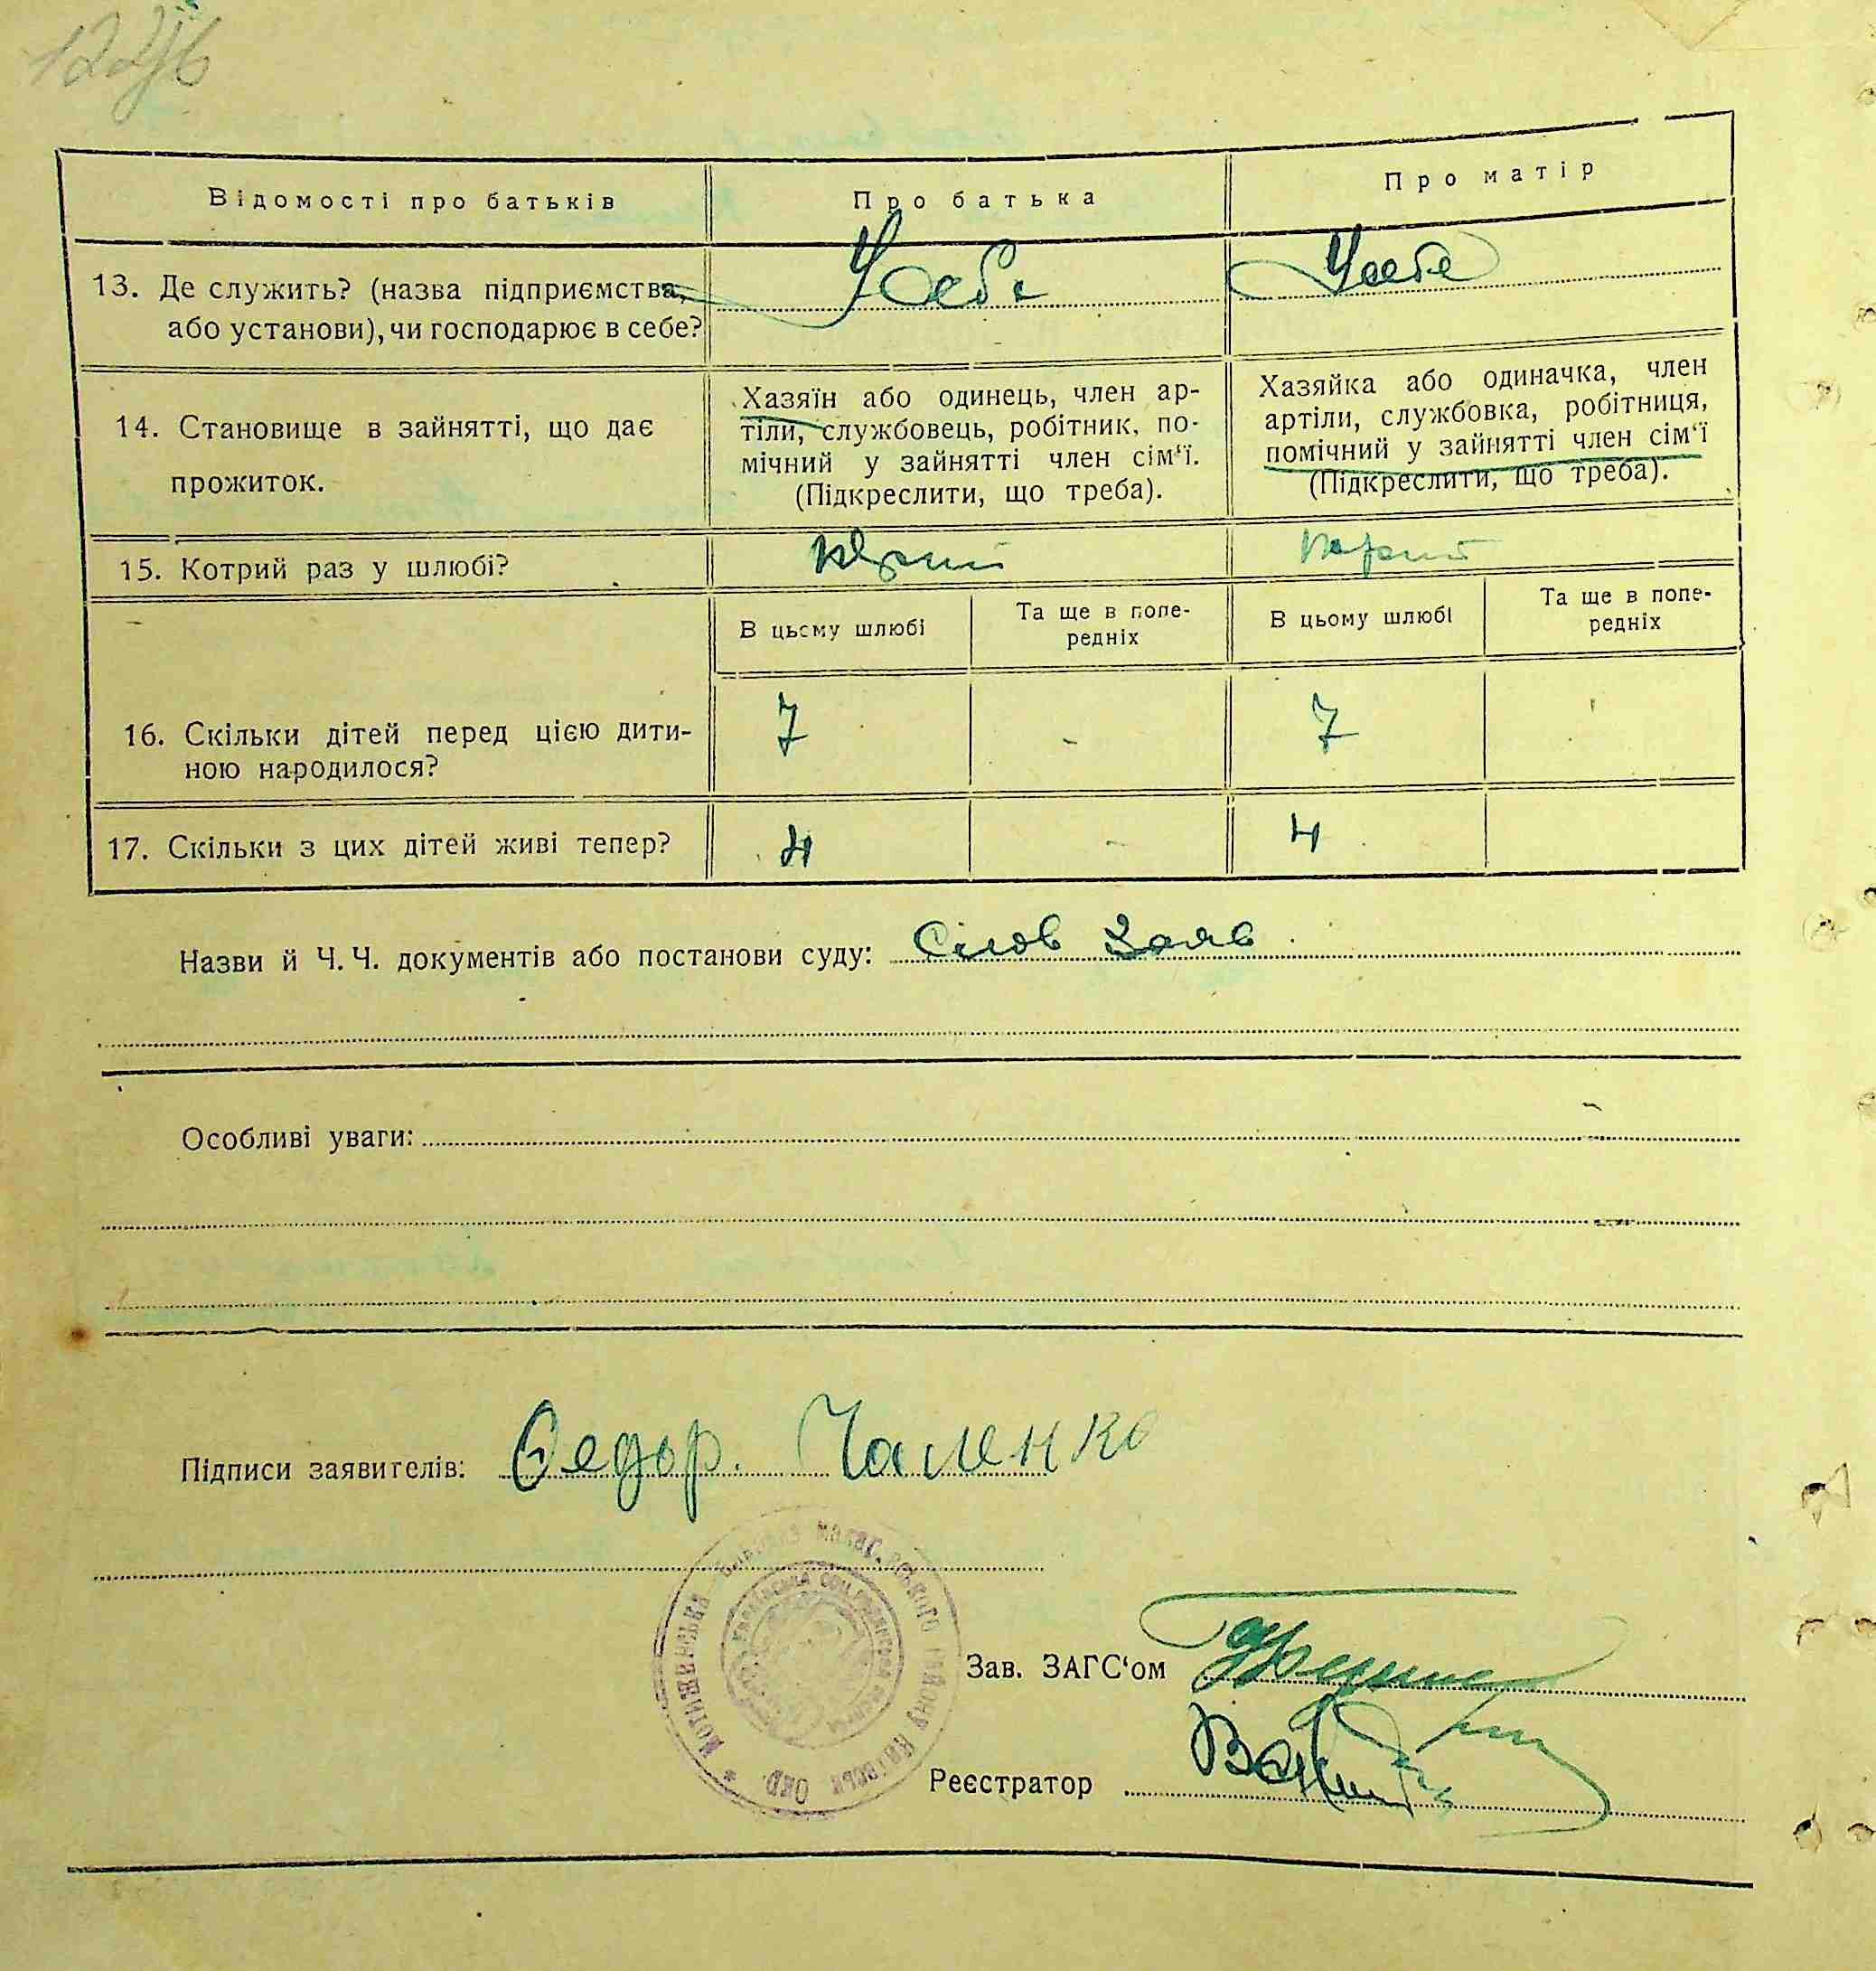 Відомості про батьків
Про батька
Про матір
13. Де служить? (назва підприємства,
або установи), чи господарює в себе?
У себе
У себе
14. Становище в зайнятті, що дає
прожиток.
Хазяїн або одинець, член ар-
тіли, службовець, робітник, по-
мічний у зайнятті член сім‘ї.
(Підкреслити, що треба).
Хазяйка або одиначка, член
артіли, службовка, робітниця,
помічний у зайнятті член сім‘ї
(Підкреслити, що треба).
15. Котрий раз у шлюбі?
В цьому шлюбі
Та ще в попе-
редніх
В цьому шлюбі
Та ще в попе-
редніх
16. Скільки дітей перед цією дити-
ною народилося?
7
-
7
17. Скільки з цих дітей живі тепер?
4
-
4
Назви й Ч. Ч. документів або постанови суду: Слов Заяв
Особливі уваги:
Підписи заявителів: Федор. Чаленко
Зав. ЗАГС‘ом
Реєстратор